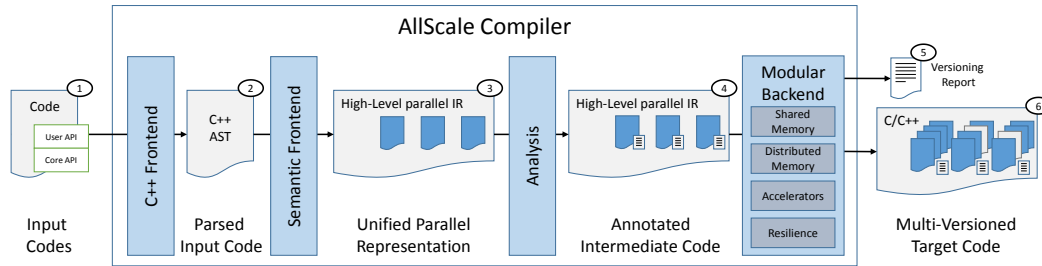 AllScale Compiler
1
Code
User API
Core API
Input
Codes
C++ Frontend
2
C++
AST
Parsed
Input Code
Semantic Frontend
3
High-Level parallel IR
Unified Parallel
Representation
Analysis
4
High-Level parallel IR
Annotated
Intermediate Code
Modular
Backend
Shared
Memory
Distributed
Memory
Accelerators
Resilience
5
Versioning
Report
6
C/C++
Multi-Versioned
Target Code